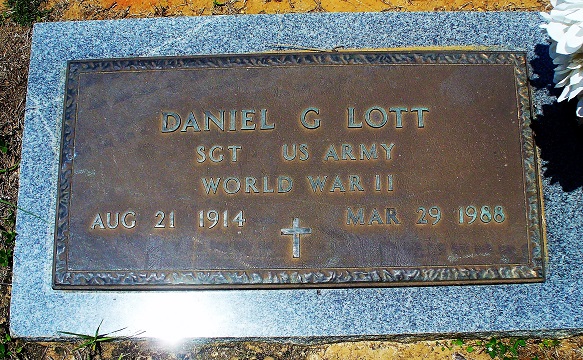 DANIEL G LOTT
SGT US ARMY
WORLD WAR II
AUG 21 1914 MAR 29 1988